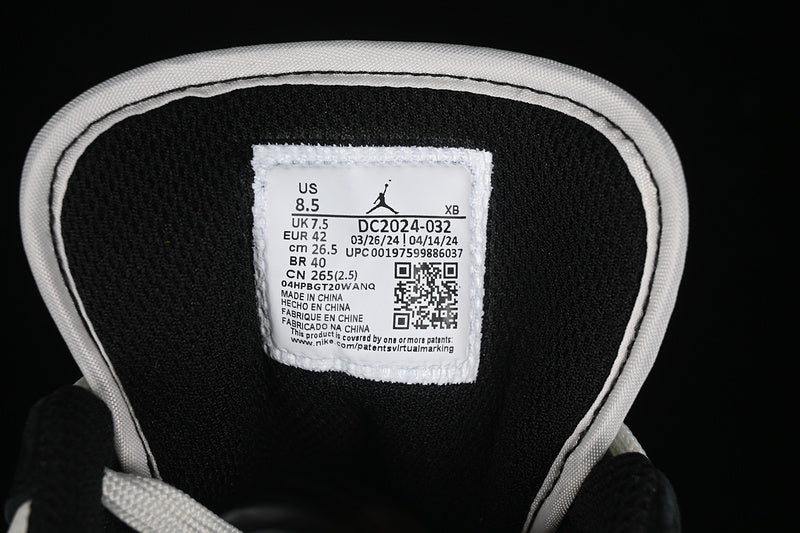 US
8.5 XB
UK 7.5 DC2024-032
EUR 42 03/26/24 | 04/14/24
cm 26.5 UPC 00197599886037
BR 40
CN 265(2.5)
04HPBGT20WANQ
MADE IN CHINA
HECHO EN CHINA
FABRIQUE EN CHINE
FABRICADO NA CHINA
This product is covered by one or more patents:
www.nike.com/patentsvirtualmarking